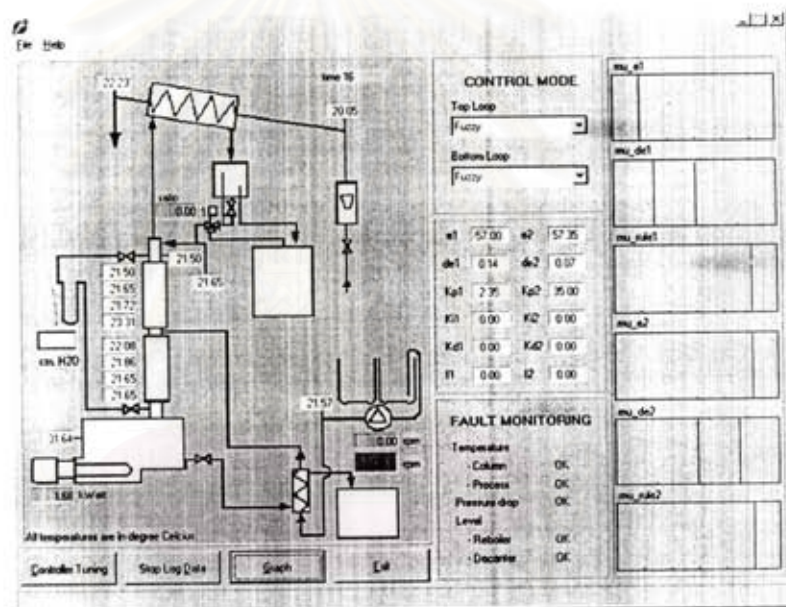 File Help
22.23
time 16
20.05
ratio
0.00 :1
21.50
21.65
21.50
21.65
21.72
23.31
22.08
21.86
21.65
21.65
cm. H2O
21.57
0.00 rpm
rpm
1.68 kWatt
All temperatures are in degree Celcius
Controller Tuning Stop Log Data Graph Exit
CONTROL MODE
Top Loop
Fuzzy
Bottom Loop
Fuzzy
e1 57.00 e2 57.35
de1 0.14 de2 0.07
Kp1 2.35 Kp2 35.00
Ki1 0.00 Ki2 0.00
Kd1 0.00 Kd2 0.00
I1 0.00 I2 0.00
FAULT MONITORING
Temperature
- Column OK
- Process OK
Pressure drop OK
Level
- Reboiler OK
- Decanter OK
mu_e1
mu_de1
mu_rule1
mu_e2
mu_de2
mu_rule2